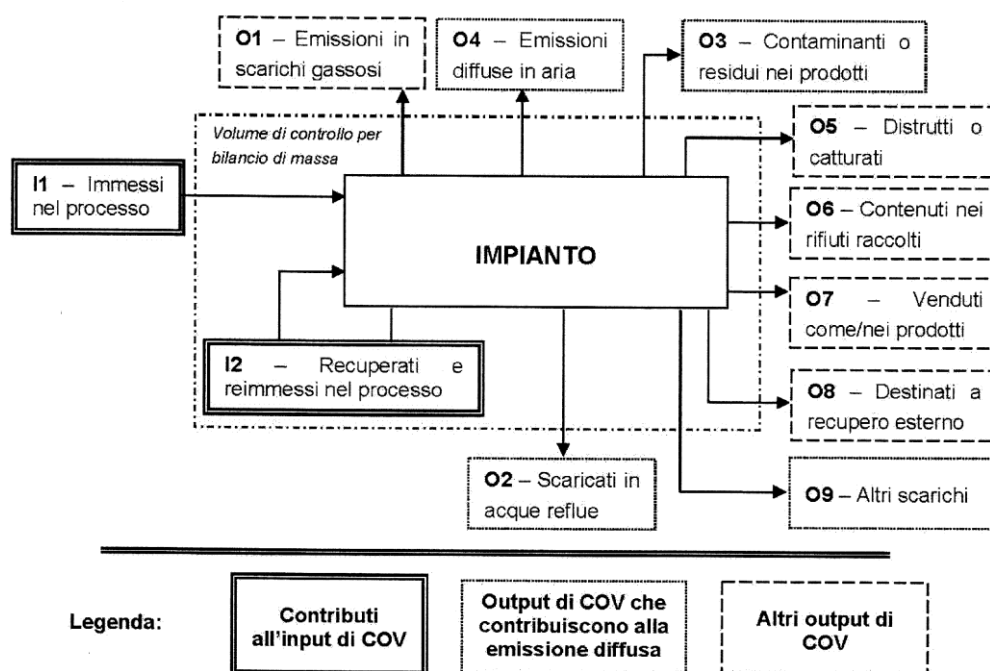 O1 – Emissioni in
scarichi gassosi
O4 – Emissioni
diffuse in aria
O3 – Contaminanti o
residui nei prodotti
Volume di controllo per
bilancio di massa
O5 – Distrutti o
catturati
I1 – Immessi
nel processo
O6 – Contenuti nei
rifiuti raccolti
IMPIANTO
O7 – Venduti
come/nei prodotti
I2 – Recuperati e
reimmessi nel processo
O8 – Destinati a
recupero esterno
O2 – Scaricati in
acque reflue
O9 – Altri scarichi
Legenda:
Contributi
all'input di COV
Output di COV che
contribuiscono alla
emissione diffusa
Altri output di
COV